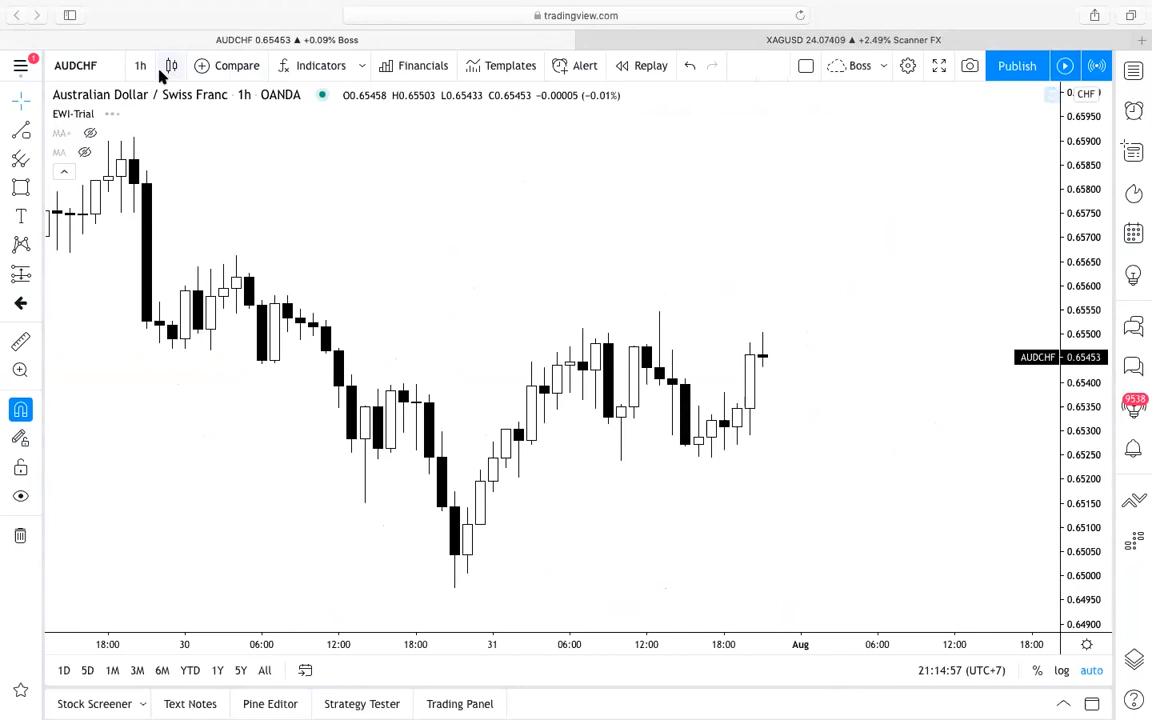 tradingview.com
AUDCHF 0.65453 ▲ +0.09% Boss
XAGUSD 24.07409 ▲ +2.49% Scanner FX
1
AUDCHF 1h Compare Indicators Financials Templates Alert Replay Boss Publish
Australian Dollar / Swiss Franc · 1h · OANDA O0.65458 H0.65503 L0.65433 C0.65453 −0.00005 (−0.01%)
CHF
EWI-Trial
MA+
MA
0.65950
0.65900
0.65850
0.65800
0.65750
0.65700
0.65650
0.65600
0.65550
0.65500
AUDCHF 0.65453
0.65400
0.65350
0.65300
0.65250
0.65200
0.65150
0.65100
0.65050
0.65000
0.64950
0.64900
9538
18:00 30 06:00 12:00 18:00 31 06:00 12:00 18:00 Aug 06:00 12:00 18:00
1D 5D 1M 3M 6M YTD 1Y 5Y All 21:14:57 (UTC+7) % log auto
Stock Screener Text Notes Pine Editor Strategy Tester Trading Panel